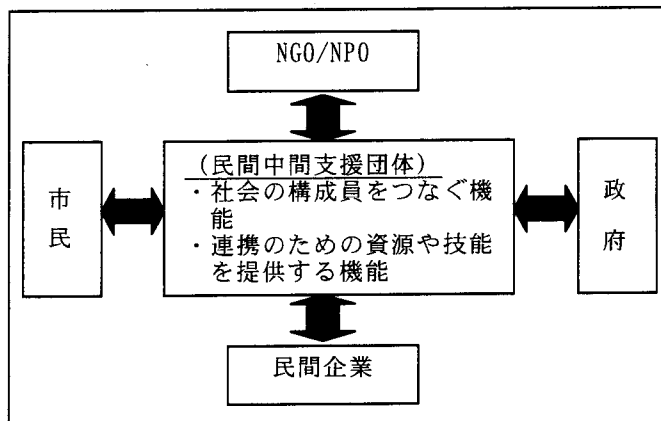 NGO/NPO
市民
(民間中間支援団体)
・社会の構成員をつなぐ機
能
・連携のための資源や技能
を提供する機能
政府
民間企業